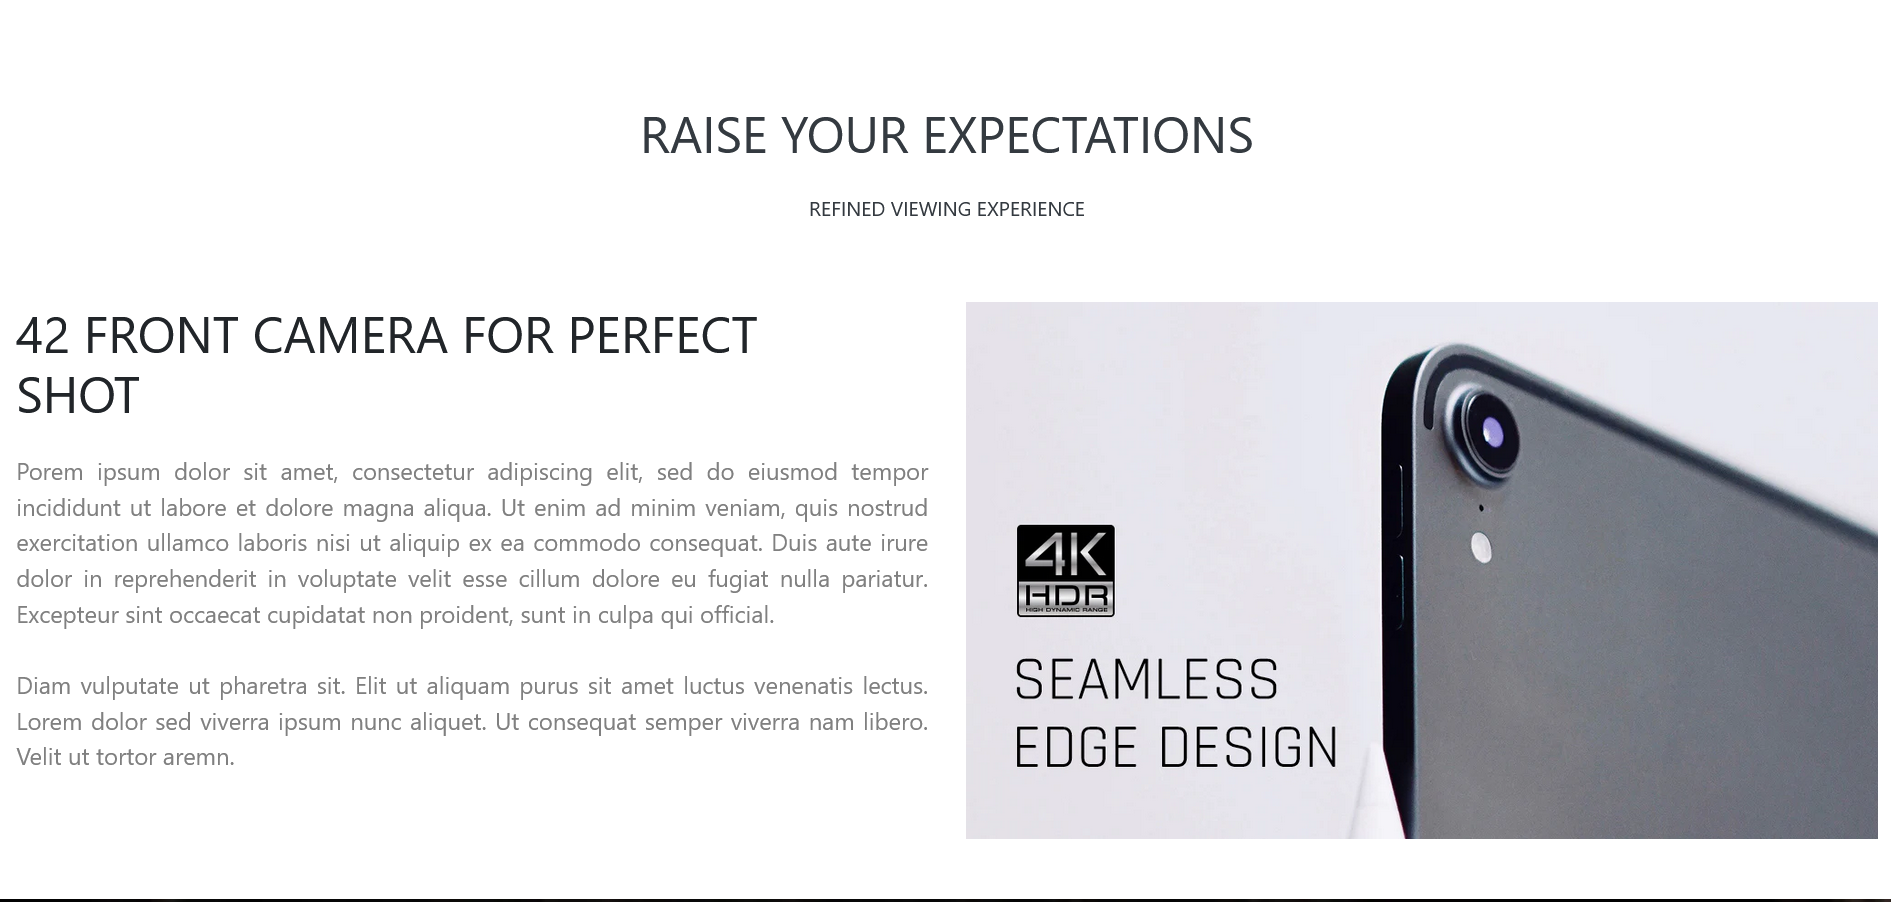 RAISE YOUR EXPECTATIONS
REFINED VIEWING EXPERIENCE
42 FRONT CAMERA FOR PERFECT
SHOT
Porem ipsum dolor sit amet, consectetur adipiscing elit, sed do eiusmod tempor
incididunt ut labore et dolore magna aliqua. Ut enim ad minim veniam, quis nostrud
exercitation ullamco laboris nisi ut aliquip ex ea commodo consequat. Duis aute irure
dolor in reprehenderit in voluptate velit esse cillum dolore eu fugiat nulla pariatur.
Excepteur sint occaecat cupidatat non proident, sunt in culpa qui official.
Diam vulputate ut pharetra sit. Elit ut aliquam purus sit amet luctus venenatis lectus.
Lorem dolor sed viverra ipsum nunc aliquet. Ut consequat semper viverra nam libero.
Velit ut tortor aremn.
4K
HDR
HIGH DYNAMIC RANGE
SEAMLESS
EDGE DESIGN